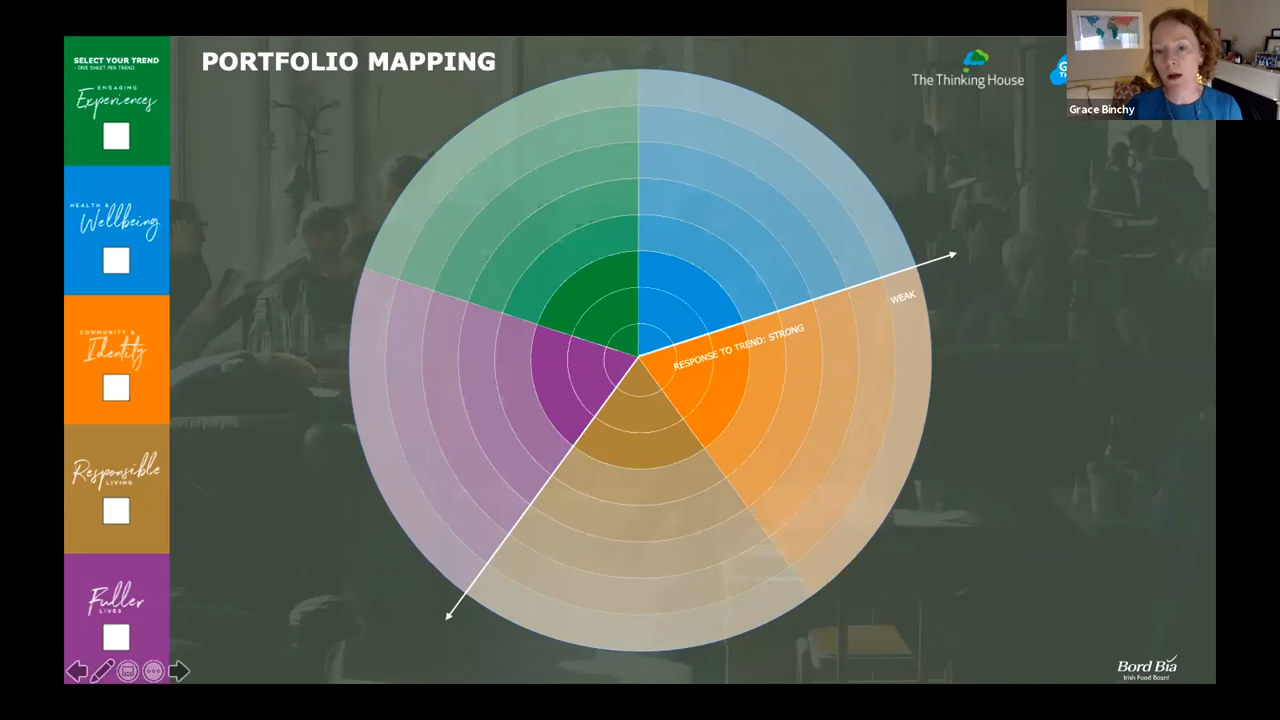 SELECT YOUR TREND
- ONE SHEET PER TREND
PORTFOLIO MAPPING
The Thinking House
Grace Binchy
ENGAGING
Experiences
HEALTH &
Wellbeing
COMMUNITY &
Identity
Responsible
LIVING
Fuller
LIVES
WEAK
RESPONSE TO TREND: STRONG
Bord Bia
Irish Food Board